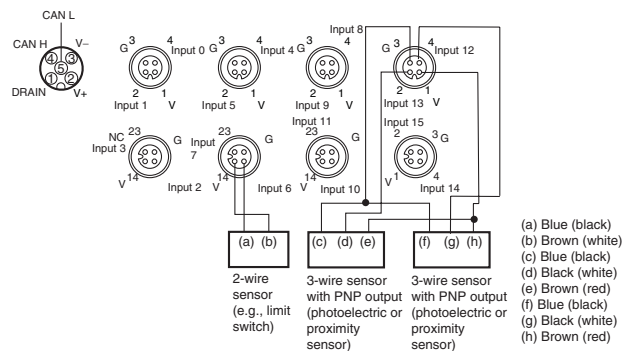 CAN L
CAN H
V–
4
3
5
1
2
DRAIN
V+
3
4
G
Input 0
2
1
Input 1
V
3
4
G
Input 4
2
1
Input 5
V
Input 8
3
4
G
2
1
Input 9
V
3
4
G
Input 12
2
1
Input 13
V
NC
23
G
Input 3
14
V
Input 2
Input 7
23
G
14
V
Input 6
Input 11
23
G
14
V
Input 10
Input 15
2
3
G
1
V
4
Input 14
(a) (b)
(c) (d) (e)
(f) (g) (h)
2-wire
sensor
(e.g., limit
switch)
3-wire sensor
with PNP output
(photoelectric or
proximity
sensor)
3-wire sensor
with PNP output
(photoelectric or
proximity
sensor)
(a) Blue (black)
(b) Brown (white)
(c) Blue (black)
(d) Black (white)
(e) Brown (red)
(f) Blue (black)
(g) Black (white)
(h) Brown (red)